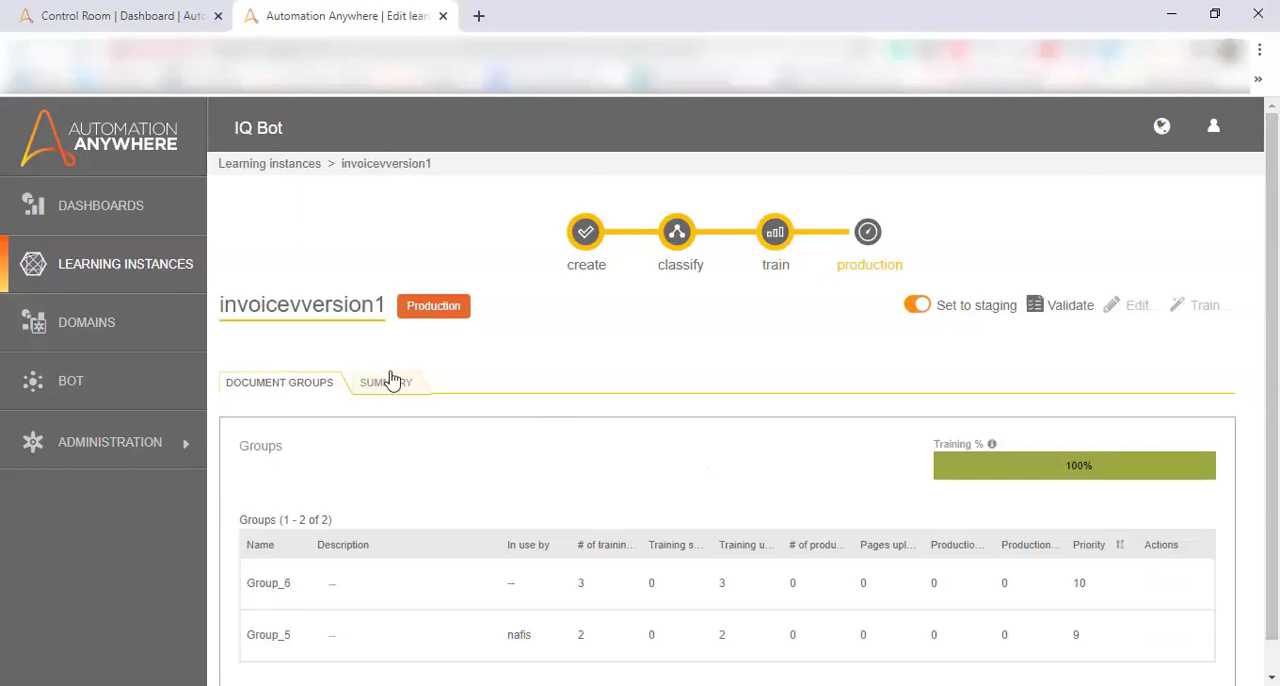 Control Room | Dashboard | Auto
Automation Anywhere | Edit lear
AUTOMATION
ANYWHERE
IQ Bot
Learning instances > invoicevversion1
DASHBOARDS
LEARNING INSTANCES
DOMAINS
BOT
ADMINISTRATION
create classify train production
invoicevversion1 Production
Set to staging Validate Edit... Train...
DOCUMENT GROUPS SUMMARY
Groups
Training %
100%
Groups (1 - 2 of 2)
Name Description In use by # of trainin... Training s... Training u... # of produ... Pages upl... Productio... Production... Priority Actions
Group_6 -- -- 3 0 3 0 0 0 0 10
Group_5 -- nafis 2 0 2 0 0 0 0 9